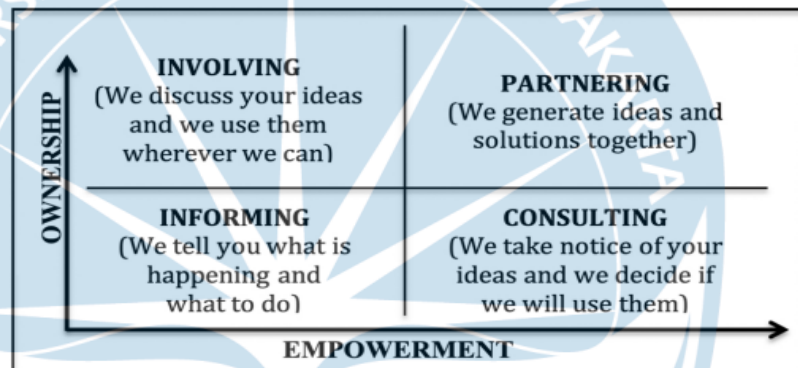 OWNERSHIP
INVOLVING
(We discuss your ideas
and we use them
wherever we can)
PARTNERING
(We generate ideas and
solutions together)
INFORMING
(We tell you what is
happening and
what to do)
CONSULTING
(We take notice of your
ideas and we decide if
we will use them)
EMPOWERMENT
YAKARTA